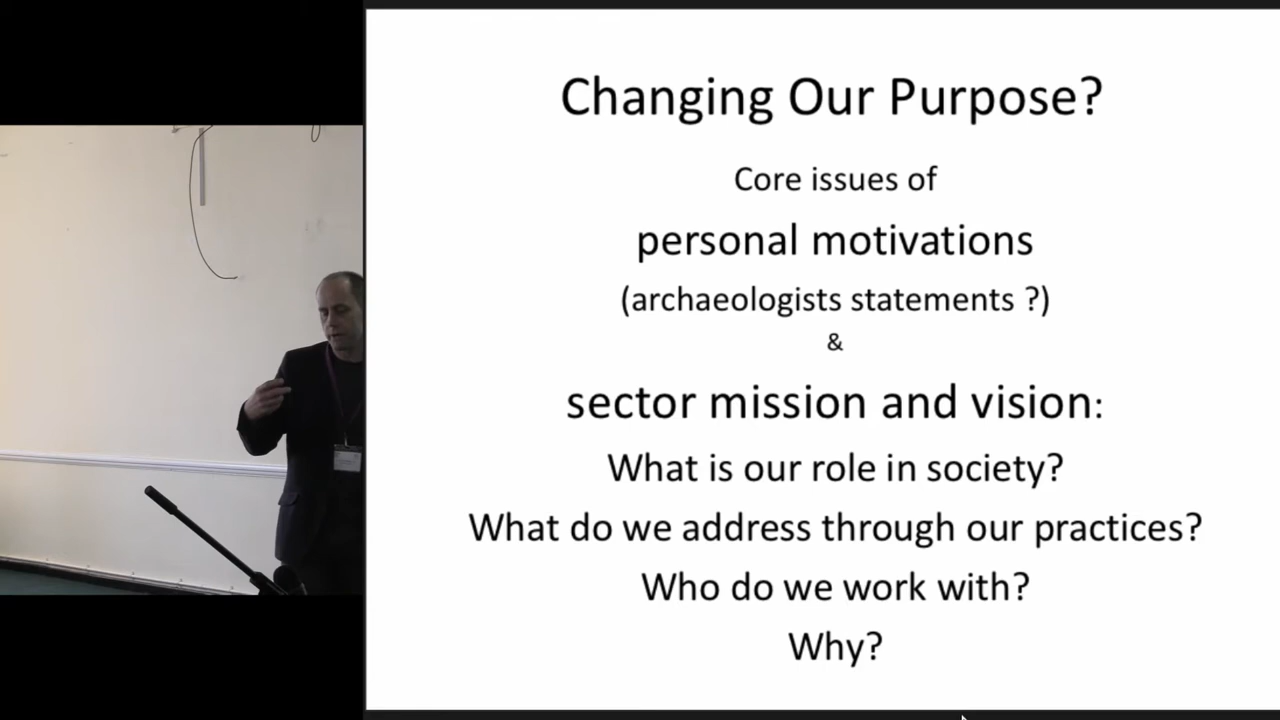 Changing Our Purpose?
Core issues of
personal motivations
(archaeologists statements ?)
&
sector mission and vision:
What is our role in society?
What do we address through our practices?
Who do we work with?
Why?